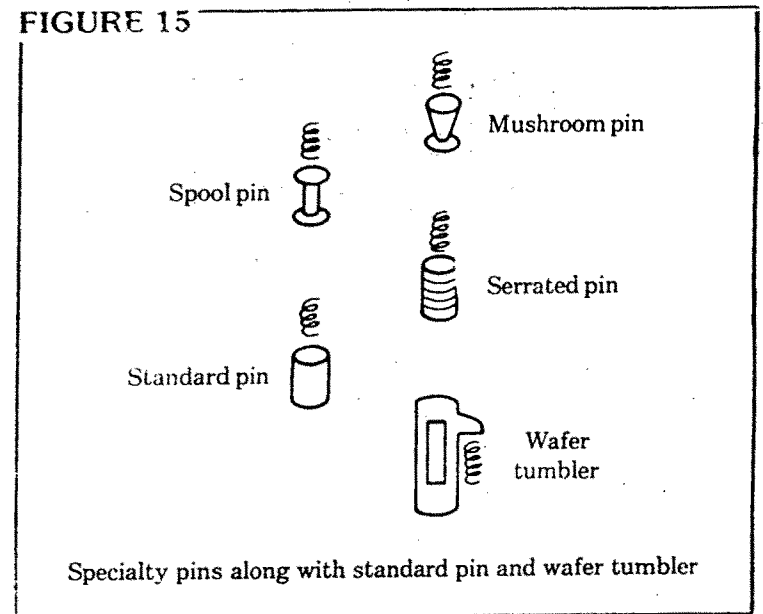 FIGURE 15
Mushroom pin
Spool pin
Serrated pin
Standard pin
Wafer
tumbler
Specialty pins along with standard pin and wafer tumbler